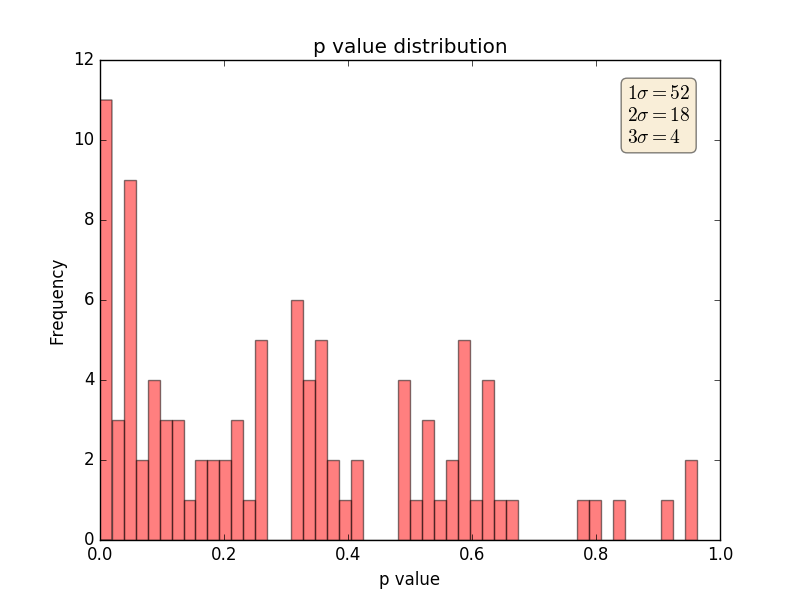 p value distribution
12
1σ = 52
2σ = 18
3σ = 4
10
8
6
4
2
0
Frequency
0.0 0.2 0.4 0.6 0.8 1.0
p value